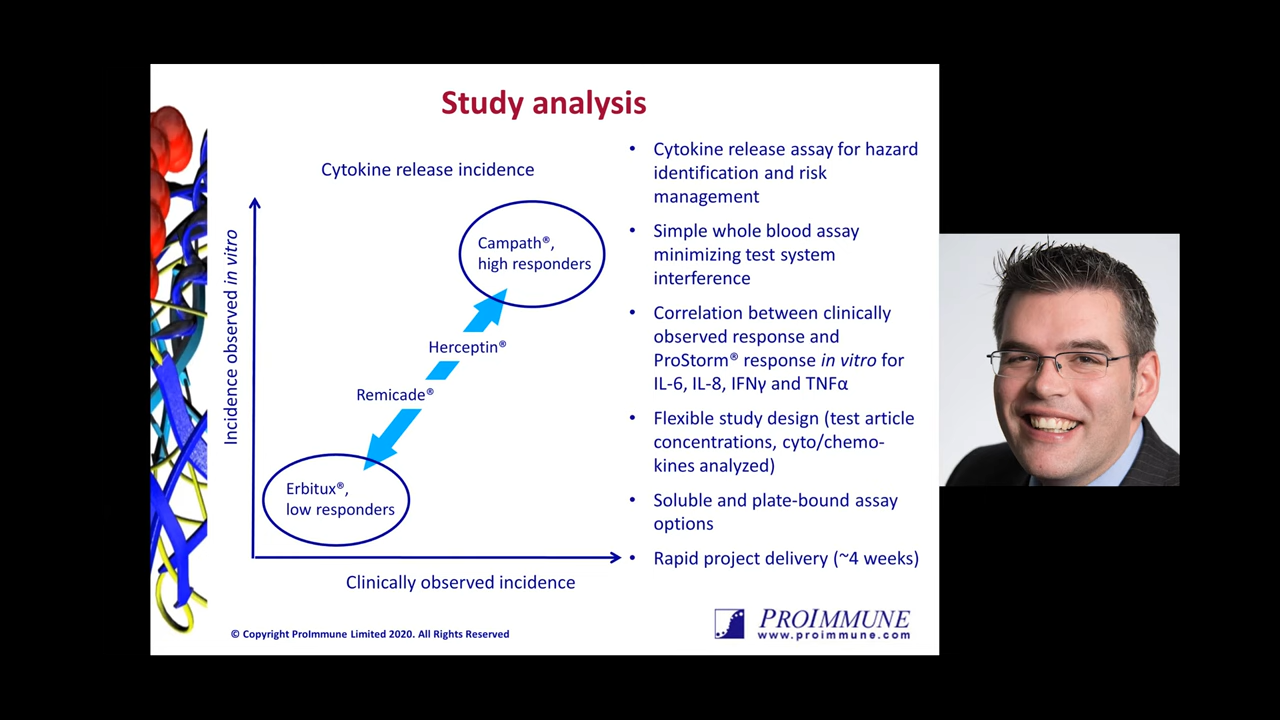 Study analysis
Cytokine release incidence
Incidence observed in vitro
Campath®,
high responders
Herceptin®
Remicade®
Erbitux®,
low responders
Clinically observed incidence
• Cytokine release assay for hazard
identification and risk
management
• Simple whole blood assay
minimizing test system
interference
• Correlation between clinically
observed response and
ProStorm® response in vitro for
IL-6, IL-8, IFNγ and TNFα
• Flexible study design (test article
concentrations, cyto/chemo-
kines analyzed)
• Soluble and plate-bound assay
options
• Rapid project delivery (~4 weeks)
© Copyright ProImmune Limited 2020. All Rights Reserved
PROIMMUNE
www.proimmune.com